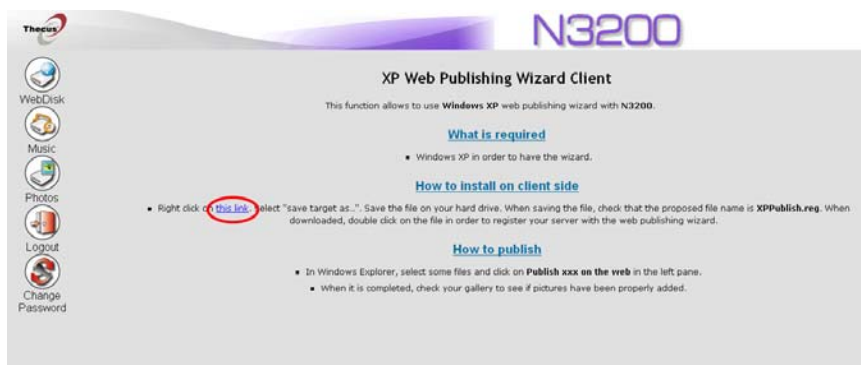 Thecus
N3200
WebDisk
Music
Photos
Logout
Change
Password
XP Web Publishing Wizard Client
This function allows to use Windows XP web publishing wizard with N3200.
What is required
▪ Windows XP in order to have the wizard.
How to install on client side
▪ Right click on this link. Select "save target as...". Save the file on your hard drive. When saving the file, check that the proposed file name is XPPublish.reg. When
downloaded, double click on the file in order to register your server with the web publishing wizard.
How to publish
▪ In Windows Explorer, select some files and click on Publish xxx on the web in the left pane.
▪ When it is completed, check your gallery to see if pictures have been properly added.